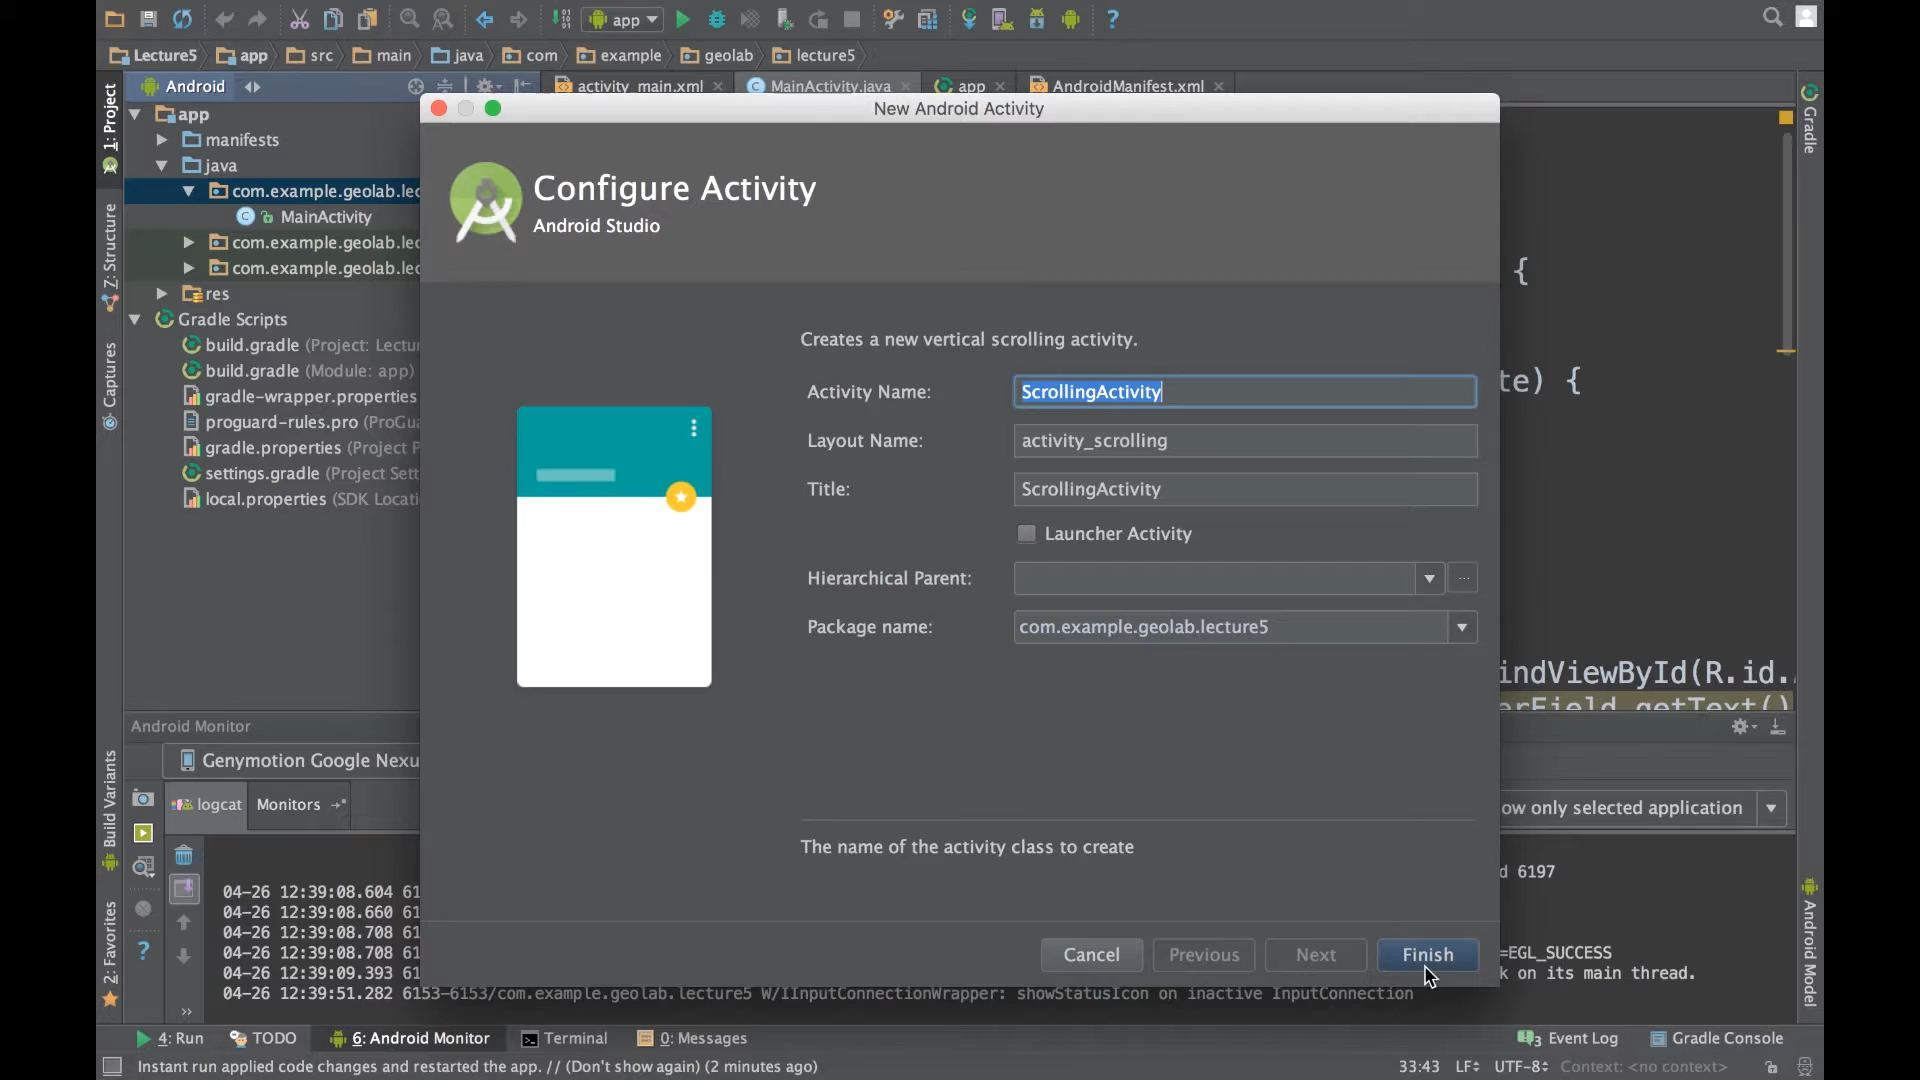 app
Lecture5
app
src
main
java
com
example
geolab
lecture5
Android
activity_main.xml
MainActivity.java
app
AndroidManifest.xml
1: Project
Z: Structure
Captures
Build Variants
2: Favorites
Gradle
Android Model
app
manifests
java
com.example.geolab.lec
MainActivity
com.example.geolab.lec
com.example.geolab.lec
res
Gradle Scripts
build.gradle (Project: Lectur
build.gradle (Module: app)
gradle-wrapper.properties
proguard-rules.pro (ProGua
gradle.properties (Project P
settings.gradle (Project Sett
local.properties (SDK Locati
New Android Activity
Configure Activity
Android Studio
Creates a new vertical scrolling activity.
Activity Name: ScrollingActivity
Layout Name: activity_scrolling
Title: ScrollingActivity
Launcher Activity
Hierarchical Parent:
Package name: com.example.geolab.lecture5
The name of the activity class to create
Cancel
Previous
Next
Finish
{
te) {
indViewById(R.id.
erField.getText()
Android Monitor
Genymotion Google Nexu
logcat
Monitors
ow only selected application
d 6197
04-26 12:39:08.604 61
04-26 12:39:08.660 61
04-26 12:39:08.708 61
04-26 12:39:08.708 61 =EGL_SUCCESS
04-26 12:39:09.393 61 k on its main thread.
04-26 12:39:51.282 6153-6153/com.example.geolab.lecture5 W/IInputConnectionWrapper: showStatusIcon on inactive InputConnection
4: Run
TODO
6: Android Monitor
Terminal
0: Messages
3 Event Log
Gradle Console
Instant run applied code changes and restarted the app. // (Don't show again) (2 minutes ago)
33:43 LF UTF-8 Context: <no context>